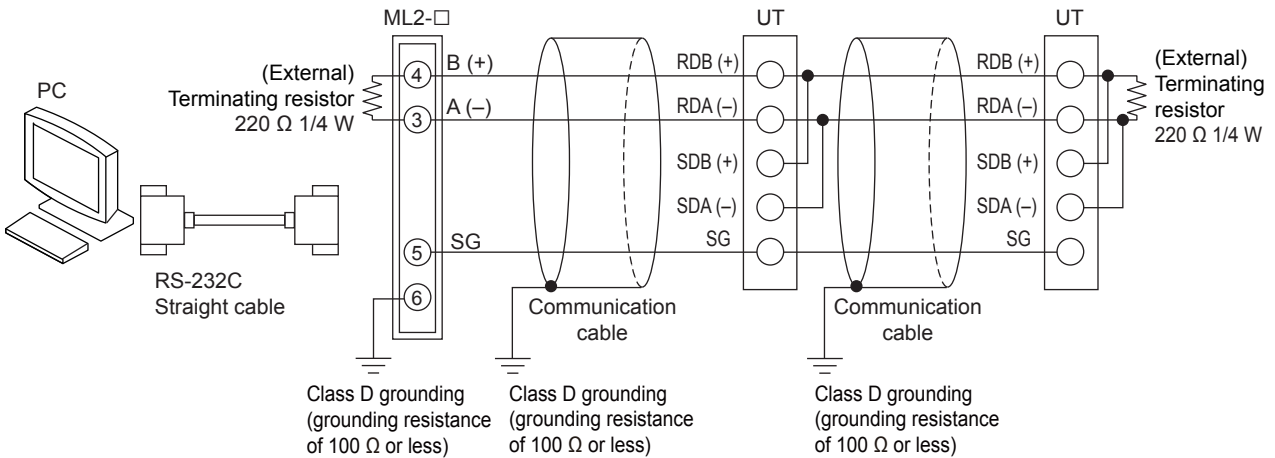 PC
RS-232C
Straight cable
(External)
Terminating resistor
220 Ω 1/4 W
ML2-□
4
B (+)
3
A (–)
5
SG
6
Class D grounding
(grounding resistance
of 100 Ω or less)
Communication
cable
Class D grounding
(grounding resistance
of 100 Ω or less)
UT
RDB (+)
RDA (–)
SDB (+)
SDA (–)
SG
Communication
cable
Class D grounding
(grounding resistance
of 100 Ω or less)
UT
RDB (+)
RDA (–)
SDB (+)
SDA (–)
SG
(External)
Terminating
resistor
220 Ω 1/4 W